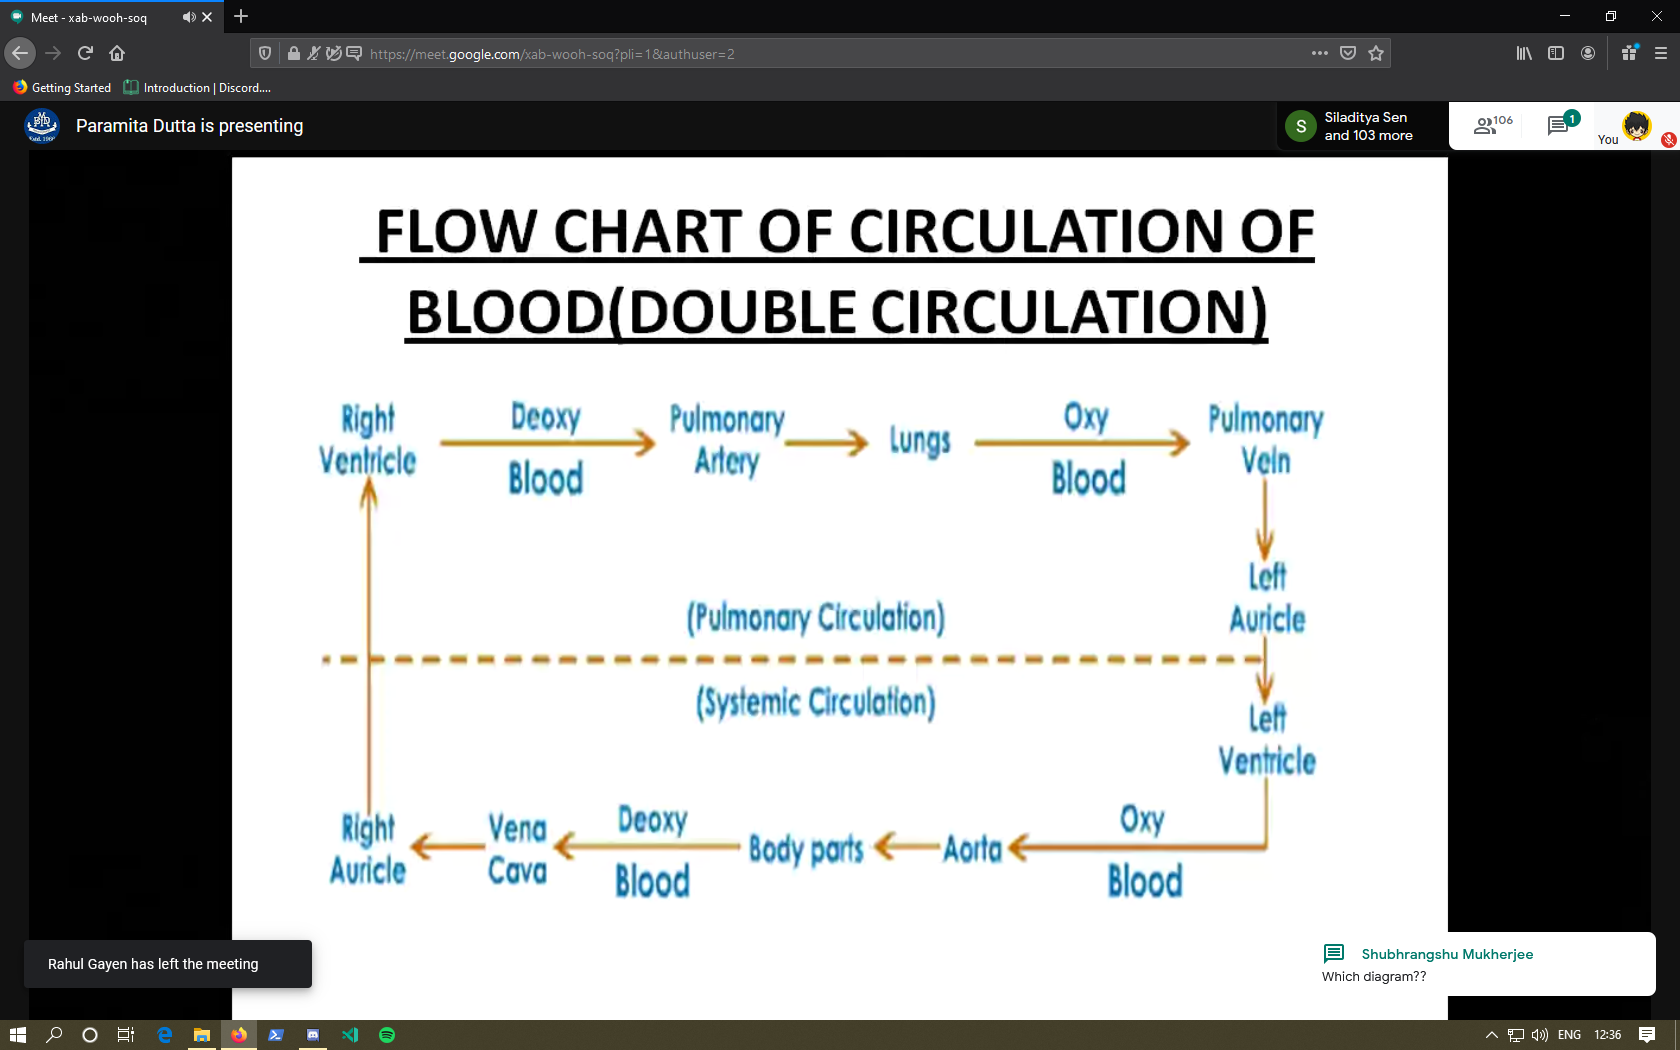 Meet - xab-wooh-soq
https://meet.google.com/xab-wooh-soq?pli=1&authuser=2
Getting Started
Introduction | Discord....
Paramita Dutta is presenting
S
Siladitya Sen
and 103 more
106
1
You
FLOW CHART OF CIRCULATION OF
BLOOD(DOUBLE CIRCULATION)
Right
Ventricle
Deoxy
Blood
Pulmonary
Artery
Lungs
Oxy
Blood
Pulmonary
Vein
Left
Auricle
(Pulmonary Circulation)
(Systemic Circulation)
Left
Ventricle
Right
Auricle
Vena
Cava
Deoxy
Blood
Body parts
Aorta
Oxy
Blood
Rahul Gayen has left the meeting
Shubhrangshu Mukherjee
Which diagram??
ENG
12:36